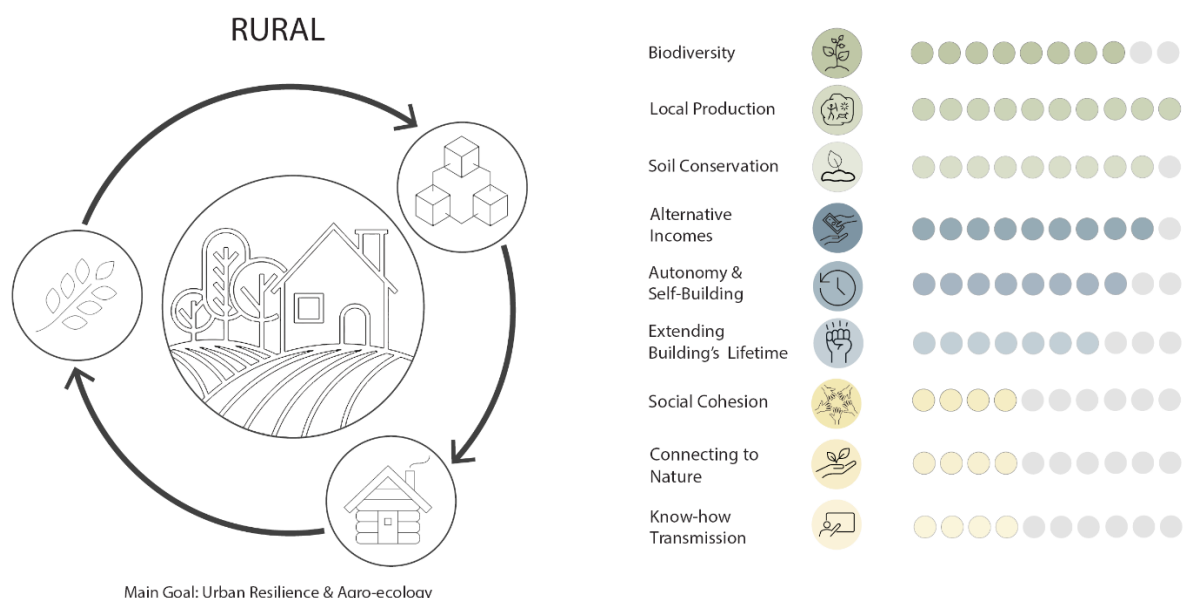 RURAL
Main Goal: Urban Resilience & Agro-ecology
Biodiversity
Local Production
Soil Conservation
Alternative
Incomes
Autonomy &
Self-Building
Extending
Building's Lifetime
Social Cohesion
Connecting to
Nature
Know-how
Transmission